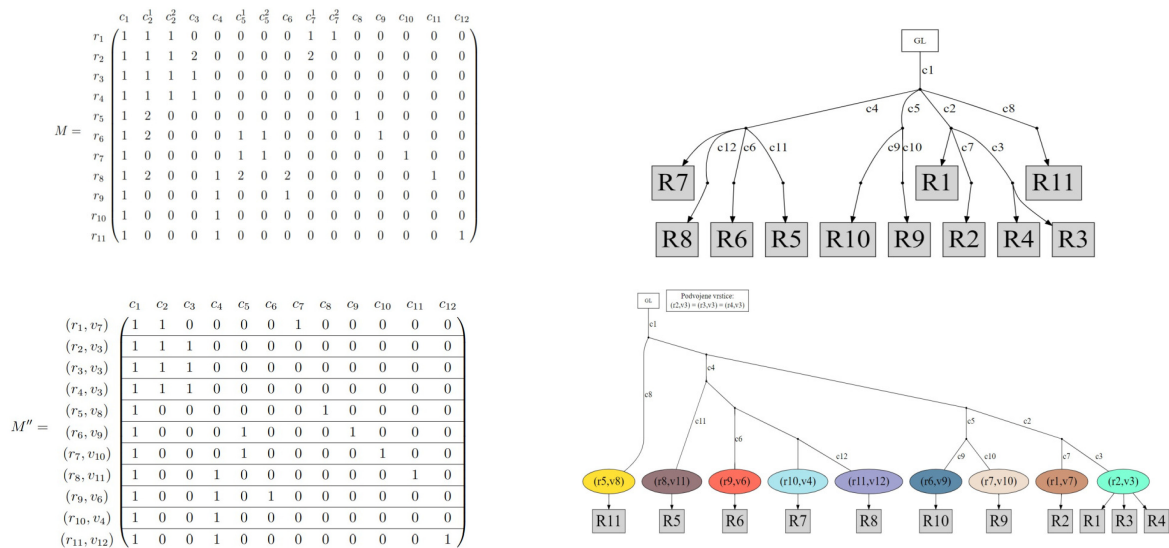 c₁ c₂¹ c₂² c₃ c₄ c₅¹ c₅² c₆ c₇¹ c₇² c₈ c₉ c₁₀ c₁₁ c₁₂
r₁ 1 1 1 0 0 0 0 0 1 1 0 0 0 0 0
r₂ 1 1 1 2 0 0 0 0 2 0 0 0 0 0
r₃ 1 1 1 1 0 0 0 0 0 0 0 0 0 0 0
r₄ 1 1 1 1 0 0 0 0 0 0 0 0 0 0 0
r₅ 1 2 0 0 0 0 0 0 0 1 0 0 0 0
M = r₆ 1 2 0 0 0 1 1 0 0 0 0 1 0 0 0
r₇ 1 0 0 0 0 1 1 0 0 0 0 0 1 0 0
r₈ 1 2 0 0 1 2 0 2 0 0 0 0 0 1 0
r₉ 1 0 0 0 1 0 0 1 0 0 0 0 0 0 0
r₁₀ 1 0 0 0 1 0 0 0 0 0 0 0 0 0 0
r₁₁ 1 0 0 0 1 0 0 0 0 0 0 0 0 0 1
GL
c1
c4 c5 c2 c8
c12 c6 c11 c9 c10 c7 c3
R7 R1 R11
R8 R6 R5 R10 R9 R2 R4 R3
c₁ c₂ c₃ c₄ c₅ c₆ c₇ c₈ c₉ c₁₀ c₁₁ c₁₂
(r₁, v₇) 1 1 0 0 0 0 1 0 0 0 0 0
(r₂, v₃) 1 1 1 0 0 0 0 0 0 0 0 0
(r₃, v₃) 1 1 1 0 0 0 0 0 0 0 0 0
(r₄, v₃) 1 1 1 0 0 0 0 0 0 0 0 0
(r₅, v₈) 1 0 0 0 0 0 0 1 0 0 0 0
M″ = (r₆, v₉) 1 0 0 0 1 0 0 0 1 0 0 0
(r₇, v₁₀) 1 0 0 0 1 0 0 0 0 1 0 0
(r₈, v₁₁) 1 0 0 1 0 0 0 0 0 0 1 0
(r₉, v₆) 1 0 0 1 0 1 0 0 0 0 0 0
(r₁₀, v₄) 1 0 0 1 0 0 0 0 0 0 0 0
(r₁₁, v₁₂) 1 0 0 1 0 0 0 0 0 0 0 1
GL
Podvojene vrstice:
(r2,v3) = (r3,v3) = (r4,v3)
c1
c4
c8 c11 c6 c12 c5 c2
c9 c10 c7 c3
(r5,v8) (r8,v11) (r9,v6) (r10,v4) (r11,v12) (r6,v9) (r7,v10) (r1,v7) (r2,v3)
R11 R5 R6 R7 R8 R10 R9 R2 R1 R3 R4